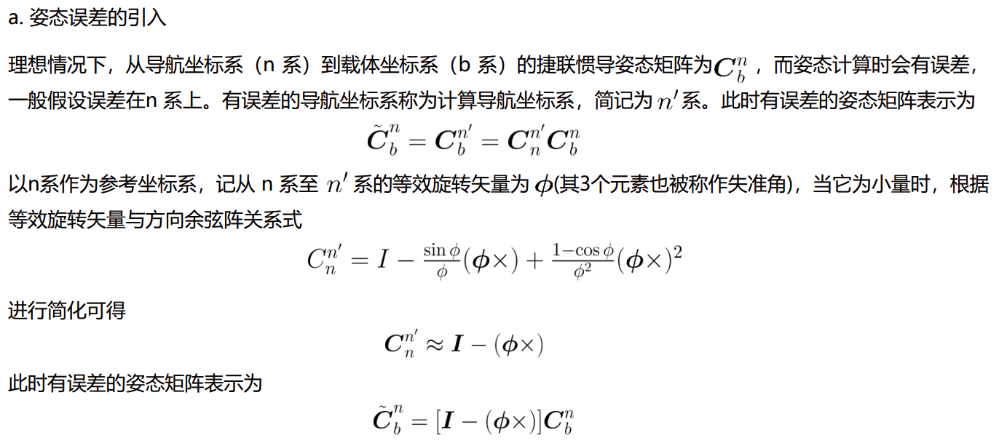 a. 姿态误差的引入
理想情况下，从导航坐标系（n 系）到载体坐标系（b 系）的捷联惯导姿态矩阵为$\boldsymbol{C}_b^n$，而姿态计算时会有误差，
一般假设误差在n 系上。有误差的导航坐标系称为计算导航坐标系，简记为 $n'$ 系。此时有误差的姿态矩阵表示为
$\tilde{\boldsymbol{C}}_b^n = \boldsymbol{C}_b^{n'} = \boldsymbol{C}_n^{n'} \boldsymbol{C}_b^n$
以n系作为参考坐标系，记从 n 系至 $n'$ 系的等效旋转矢量为 $\boldsymbol{\phi}$(其3个元素也被称作失准角)，当它为小量时，根据
等效旋转矢量与方向余弦阵关系式
$C_n^{n'} = I - \frac{\sin\phi}{\phi}(\boldsymbol{\phi}\times) + \frac{1-\cos\phi}{\phi^2}(\boldsymbol{\phi}\times)^2$
进行简化可得
$\boldsymbol{C}_n^{n'} \approx \boldsymbol{I} - (\boldsymbol{\phi}\times)$
此时有误差的姿态矩阵表示为
$\tilde{\boldsymbol{C}}_b^n = [\boldsymbol{I} - (\boldsymbol{\phi}\times)]\boldsymbol{C}_b^n$